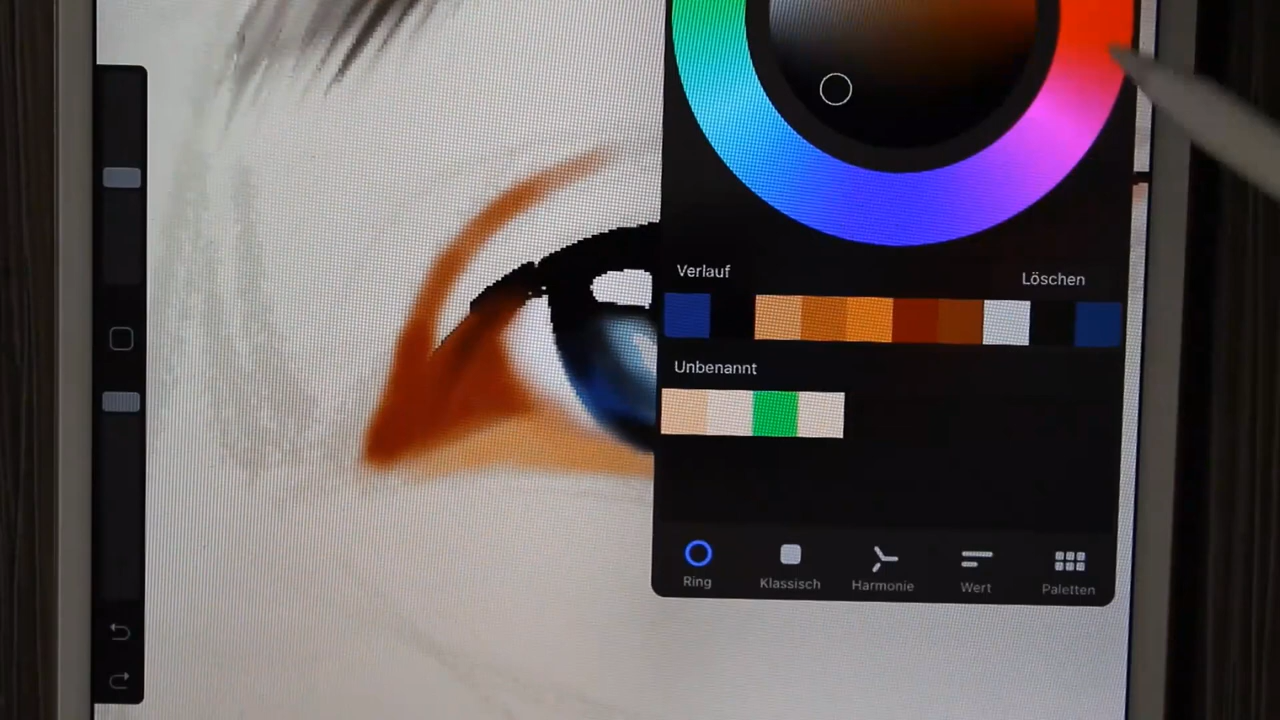 Verlauf
Löschen
Unbenannt
Ring
Klassisch
Harmonie
Wert
Paletten